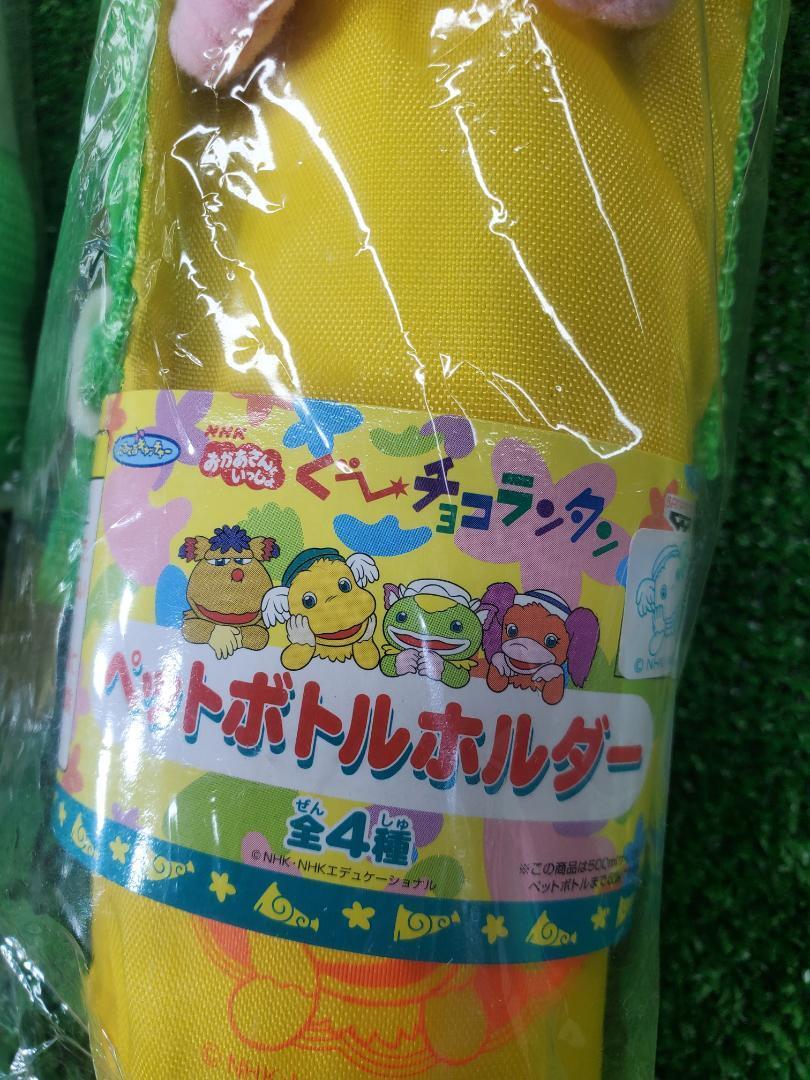 NHK
おかあさんと
いっしょ
ぐ〜チョコランタン
ペットボトルホルダー
ぜん しゅ
全4種
©NHK・NHKエデュケーショナル
※この商品は500ml
ペットボトルまで
©NHK
© NHK